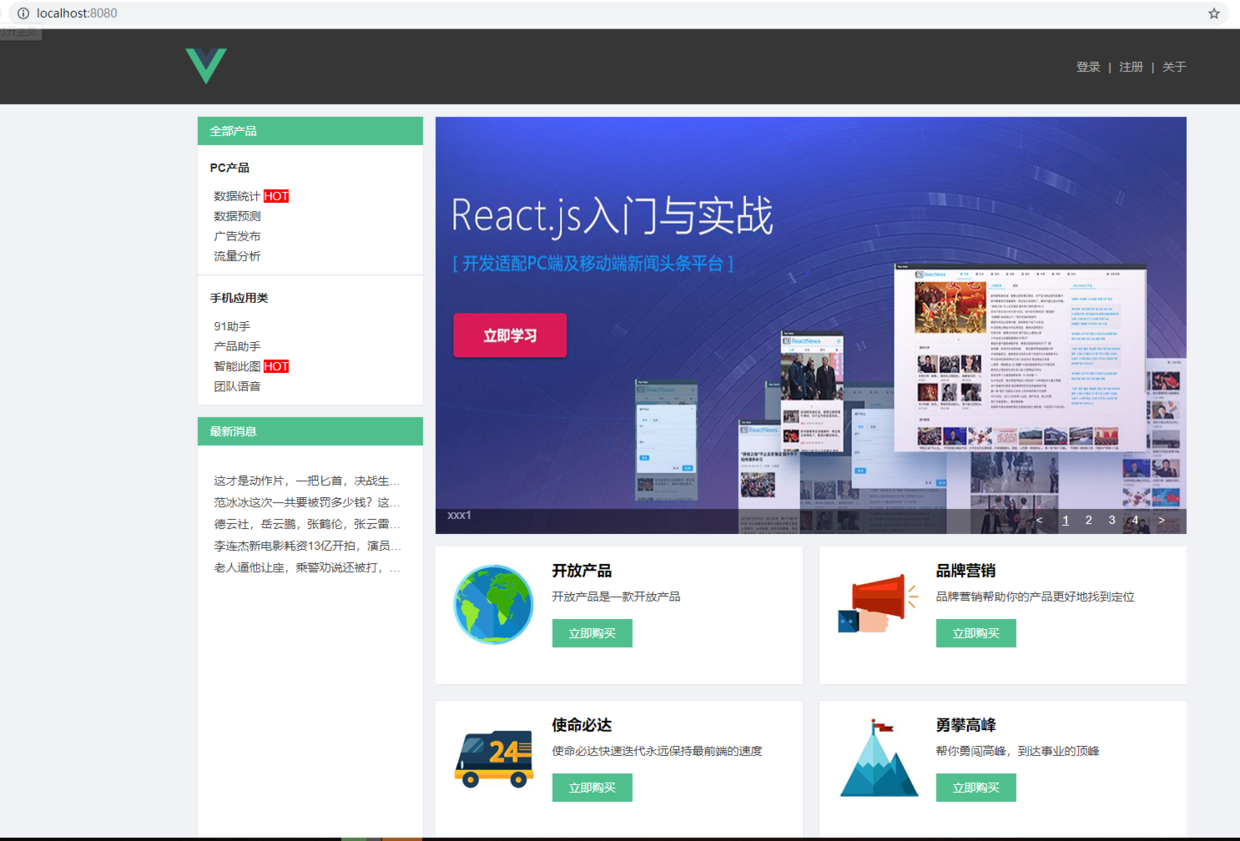 localhost:8080
登录 | 注册 | 关于
全部产品
PC产品
数据统计 HOT
数据预测
广告发布
流量分析
手机应用类
91助手
产品助手
智能此图 HOT
团队语音
最新消息
这才是动作片，一把匕首，决战生...
范冰冰这次一共要被罚多少钱？这...
德云社，岳云鹏，张鹤伦，张云雷...
李连杰新电影耗资13亿开拍，演员...
老人逼他让座，乘警劝说还被打，...
React.js入门与实战
[ 开发适配PC端及移动端新闻头条平台 ]
立即学习
ReactNews
ReactNews
ReactNews
xxx1
< 1 2 3 4 >
开放产品
开放产品是一款开放产品
立即购买
品牌营销
品牌营销帮助你的产品更好地找到定位
立即购买
24
使命必达
使命必达快速迭代永远保持最前端的速度
立即购买
勇攀高峰
帮你勇闯高峰，到达事业的顶峰
立即购买